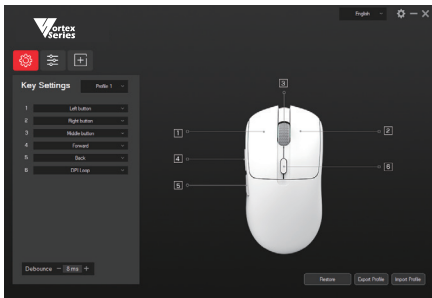 Vortex
Series
English
Key Settings
Profile 1
1 Left button
2 Right button
3 Middle button
4 Forward
5 Back
6 DPI Loop
3
1
2
4
6
5
Debounce - 8 ms +
Restore
Export Profile
Import Profile